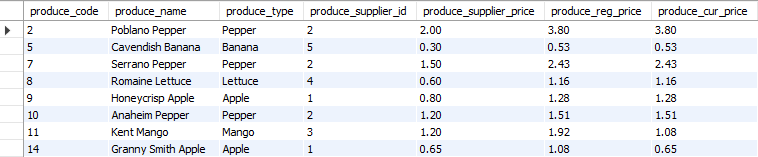 produce_code produce_name produce_type produce_supplier_id produce_supplier_price produce_reg_price produce_cur_price
2 Poblano Pepper Pepper 2 2.00 3.80 3.80
5 Cavendish Banana Banana 5 0.30 0.53 0.53
7 Serrano Pepper Pepper 2 1.50 2.43 2.43
8 Romaine Lettuce Lettuce 4 0.60 1.16 1.16
9 Honeycrisp Apple Apple 1 0.80 1.28 1.28
10 Anaheim Pepper Pepper 2 1.20 1.51 1.51
11 Kent Mango Mango 3 1.20 1.92 1.08
14 Granny Smith Apple Apple 1 0.65 1.08 0.65